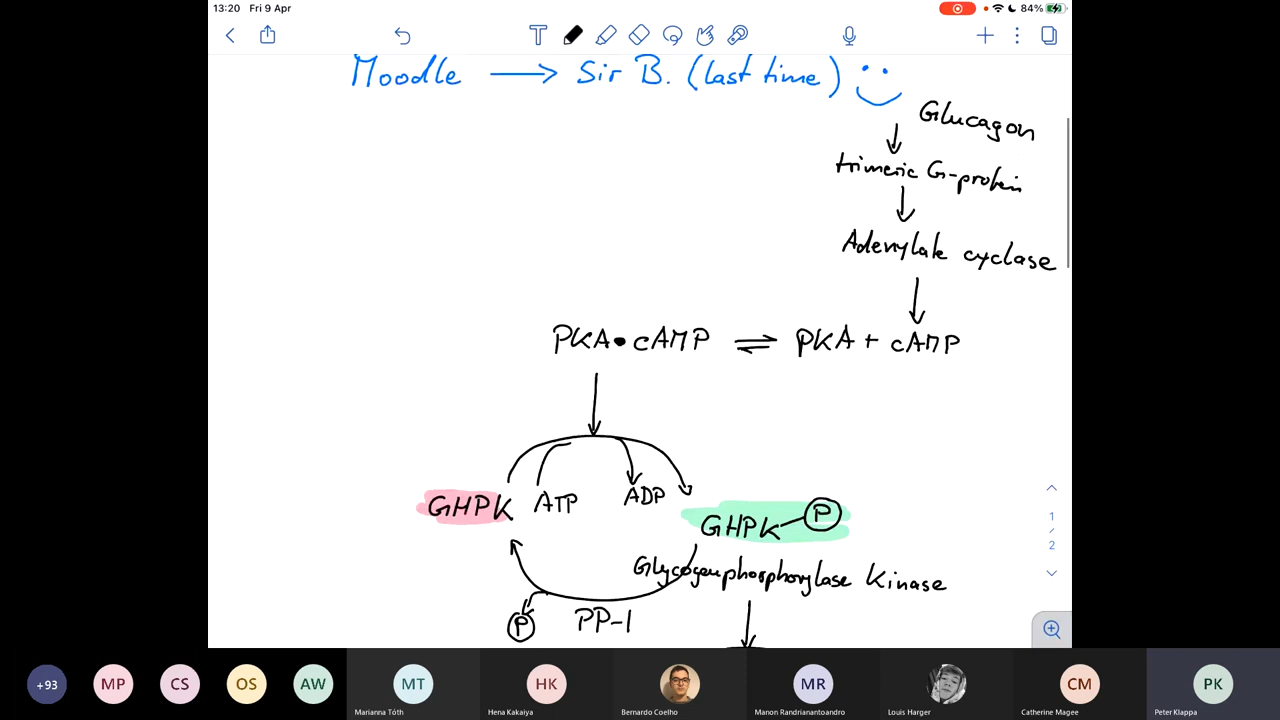 13:20 Fri 9 Apr
84%
Moodle → Sir B. (last time)
Glucagon
trimeric G-protein
Adenylate cyclase
PKA•cAMP ⇌ PKA + cAMP
GHPK ATP ADP
GHPK P
Glycogenphosphorylase Kinase
P PP-1
1
2
+93 MP CS OS AW MT HK MR CM PK
Marianna Tóth Hena Kakaiya Bernardo Coelho Manon Randrianantoandro Louis Harger Catherine Magee Peter Klappa